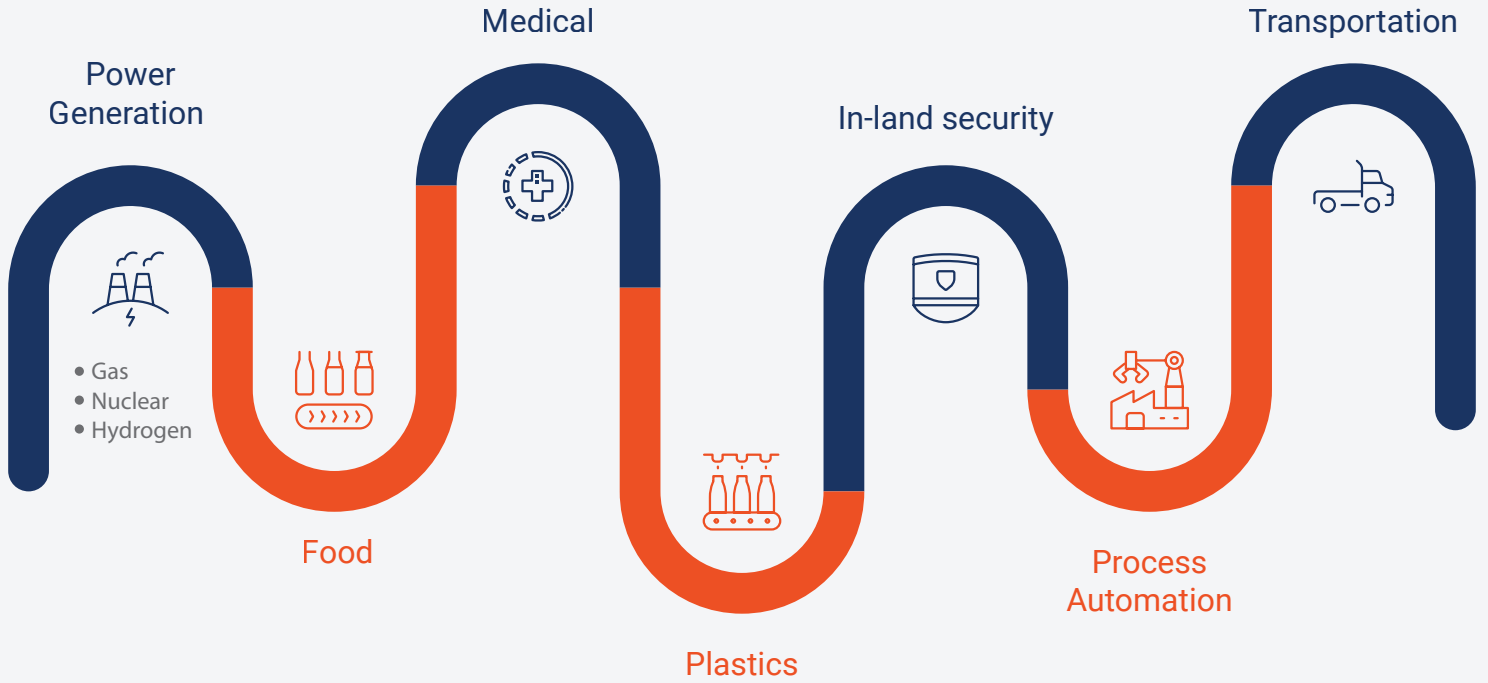 Power
Generation
• Gas
• Nuclear
• Hydrogen
Food
Medical
Plastics
In-land security
Process
Automation
Transportation